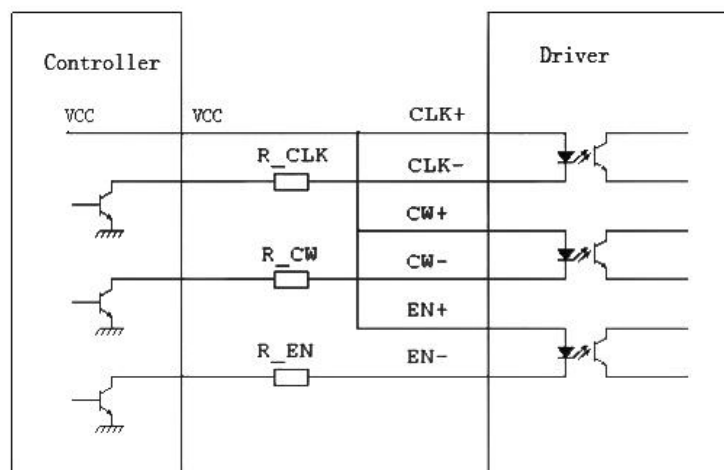 Controller
Driver
VCC
VCC
CLK+
R_CLK
CLK-
CW+
R_CW
CW-
EN+
R_EN
EN-